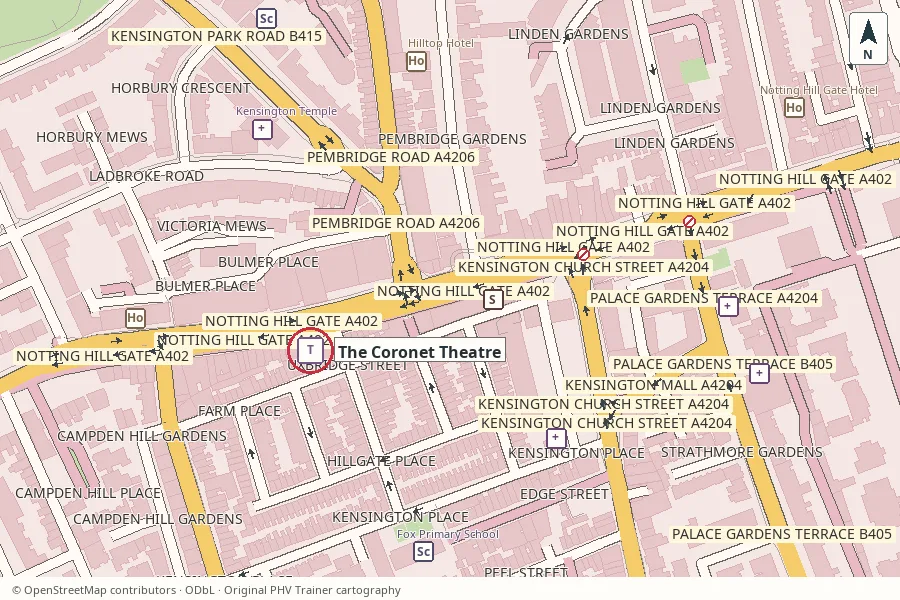 Sc
KENSINGTON PARK ROAD B415
LINDEN GARDENS
N
Hilltop Hotel
Ho
HORBURY CRESCENT
Notting Hill Gate Hotel
Ho
LINDEN GARDENS
Kensington Temple
HORBURY MEWS
PEMBRIDGE GARDENS
LINDEN GARDENS
PEMBRIDGE ROAD A4206
LADBROKE ROAD
NOTTING HILL GATE A402
NOTTING HILL GATE A402
VICTORIA MEWS
PEMBRIDGE ROAD A4206
NOTTING HILL GATE A402
NOTTING HILL GATE A402
BULMER PLACE
KENSINGTON CHURCH STREET A4204
BULMER PLACE
NOTTING HILL GATE A402
S
PALACE GARDENS TERRACE A4204
Ho
NOTTING HILL GATE A402
NOTTING HILL GATE A402
NOTTING HILL GATE A402
T
The Coronet Theatre
UXBRIDGE STREET
PALACE GARDENS TERRACE B405
KENSINGTON MALL A4204
FARM PLACE
KENSINGTON CHURCH STREET A4204
KENSINGTON CHURCH STREET A4204
CAMPDEN HILL GARDENS
KENSINGTON PLACE
STRATHMORE GARDENS
HILLGATE PLACE
CAMPDEN HILL PLACE
EDGE STREET
CAMPDEN HILL GARDENS
KENSINGTON PLACE
Fox Primary School
PALACE GARDENS TERRACE B405
Sc
PEEL STREET
© OpenStreetMap contributors · ODbL · Original PHV Trainer cartography